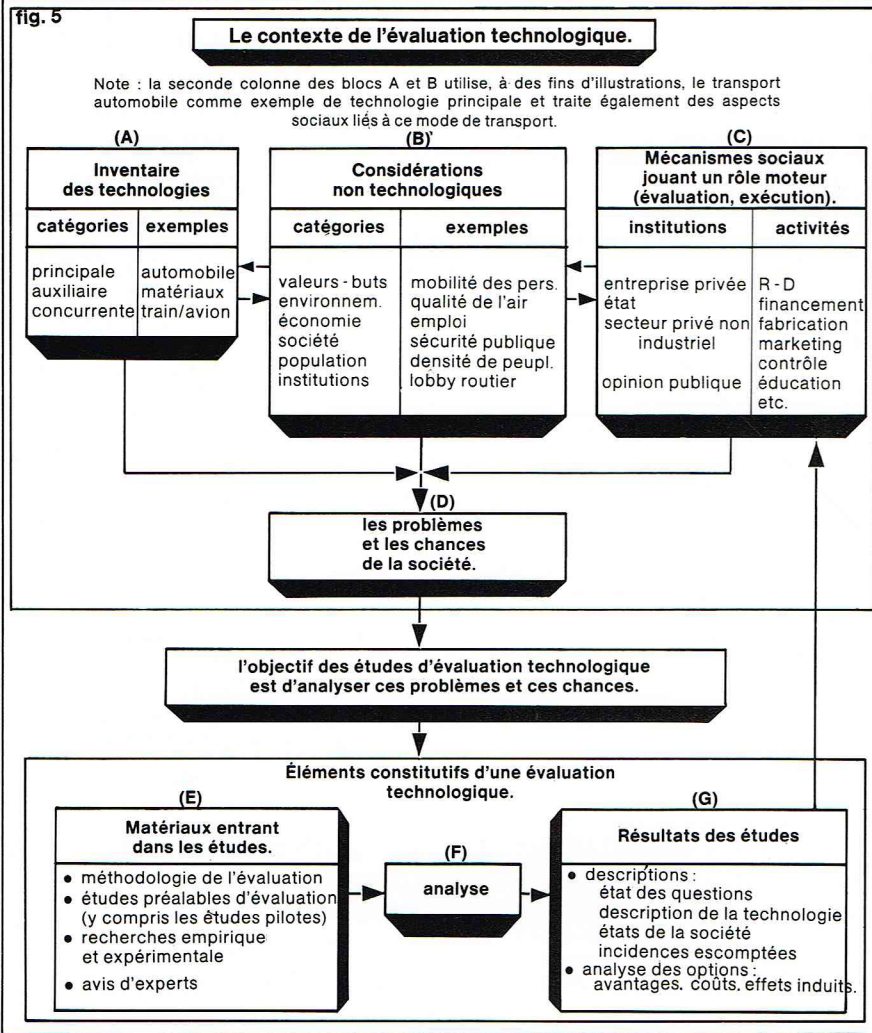 fig. 5
Le contexte de l'évaluation technologique.
Note : la seconde colonne des blocs A et B utilise, à des fins d'illustrations, le transport
automobile comme exemple de technologie principale et traite également des aspects
sociaux liés à ce mode de transport.
(A)
Inventaire
des technologies
catégories
exemples
principale
auxiliaire
concurrente
automobile
matériaux
train/avion
(B)
Considérations
non technologiques
catégories
exemples
valeurs - buts
environnem.
économie
société
population
institutions
mobilité des pers.
qualité de l'air
emploi
sécurité publique
densité de peupl.
lobby routier
(C)
Mécanismes sociaux
jouant un rôle moteur
(évaluation, exécution).
institutions
activités
entreprise privée
état
secteur privé non
industriel
opinion publique
R - D
financement
fabrication
marketing
contrôle
éducation
etc.
(D)
les problèmes
et les chances
de la société.
l'objectif des études d'évaluation technologique
est d'analyser ces problèmes et ces chances.
Éléments constitutifs d'une évaluation
technologique.
(E)
Matériaux entrant
dans les études.
• méthodologie de l'évaluation
• études préalables d'évaluation
(y compris les études pilotes)
• recherches empirique
et expérimentale
• avis d'experts
(F)
analyse
(G)
Résultats des études
• descriptions :
état des questions
description de la technologie
états de la société
incidences escomptées
• analyse des options :
avantages. coûts. effets induits.